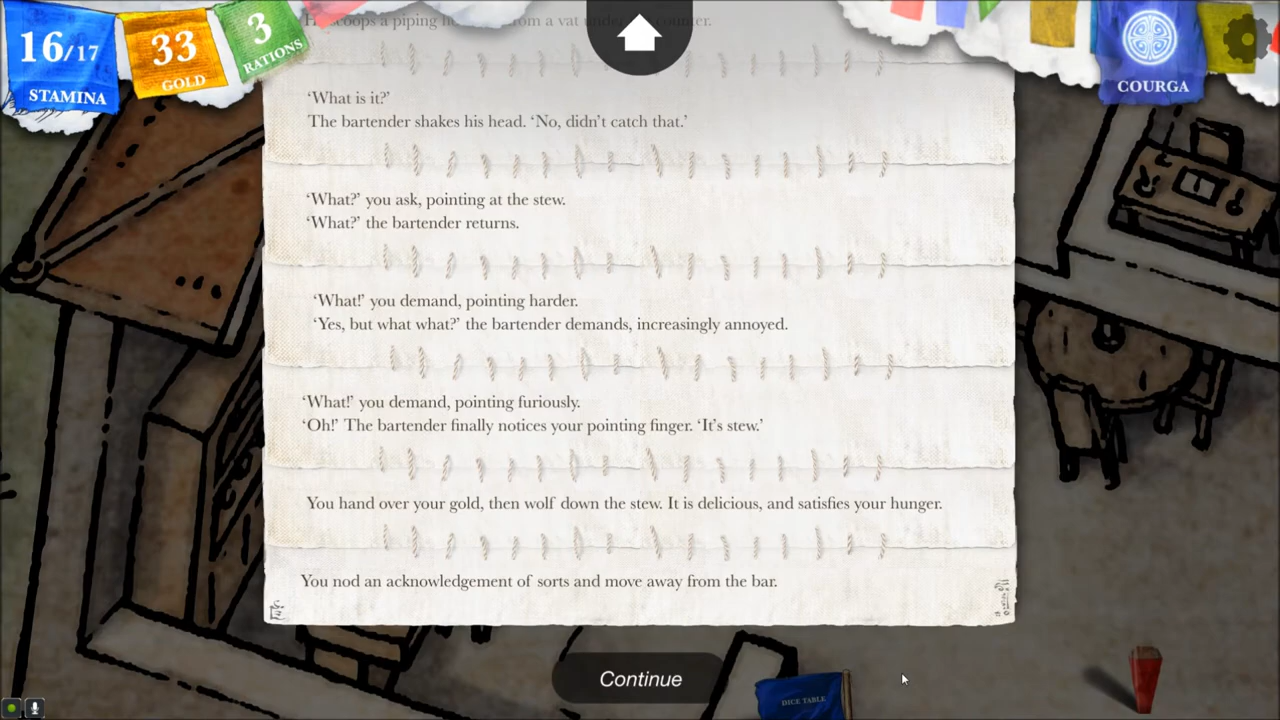 16/17
STAMINA
33
GOLD
3
RATIONS
COURGA
from a vat under
‘What is it?’
The bartender shakes his head. ‘No, didn’t catch that.’
‘What?’ you ask, pointing at the stew.
‘What?’ the bartender returns.
‘What!’ you demand, pointing harder.
‘Yes, but what what?’ the bartender demands, increasingly annoyed.
‘What!’ you demand, pointing furiously.
‘Oh!’ The bartender finally notices your pointing finger. ‘It’s stew.’
You hand over your gold, then wolf down the stew. It is delicious, and satisfies your hunger.
You nod an acknowledgement of sorts and move away from the bar.
Continue
DICE TABLE